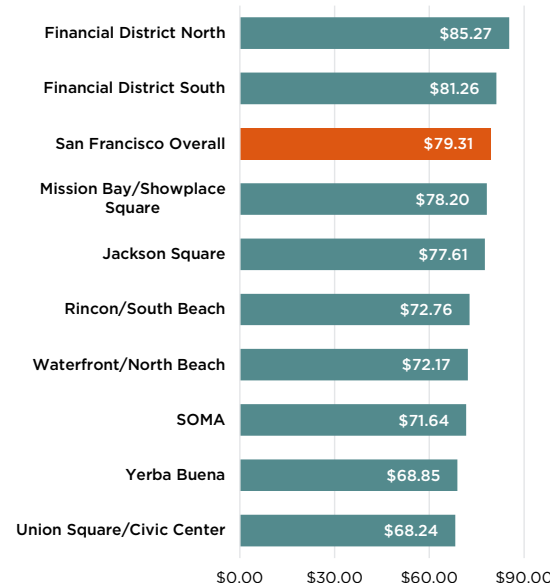 Financial District North $85.27
Financial District South $81.26
San Francisco Overall $79.31
Mission Bay/Showplace
Square $78.20
Jackson Square $77.61
Rincon/South Beach $72.76
Waterfront/North Beach $72.17
SOMA $71.64
Yerba Buena $68.85
Union Square/Civic Center $68.24
$0.00 $30.00 $60.00 $90.00